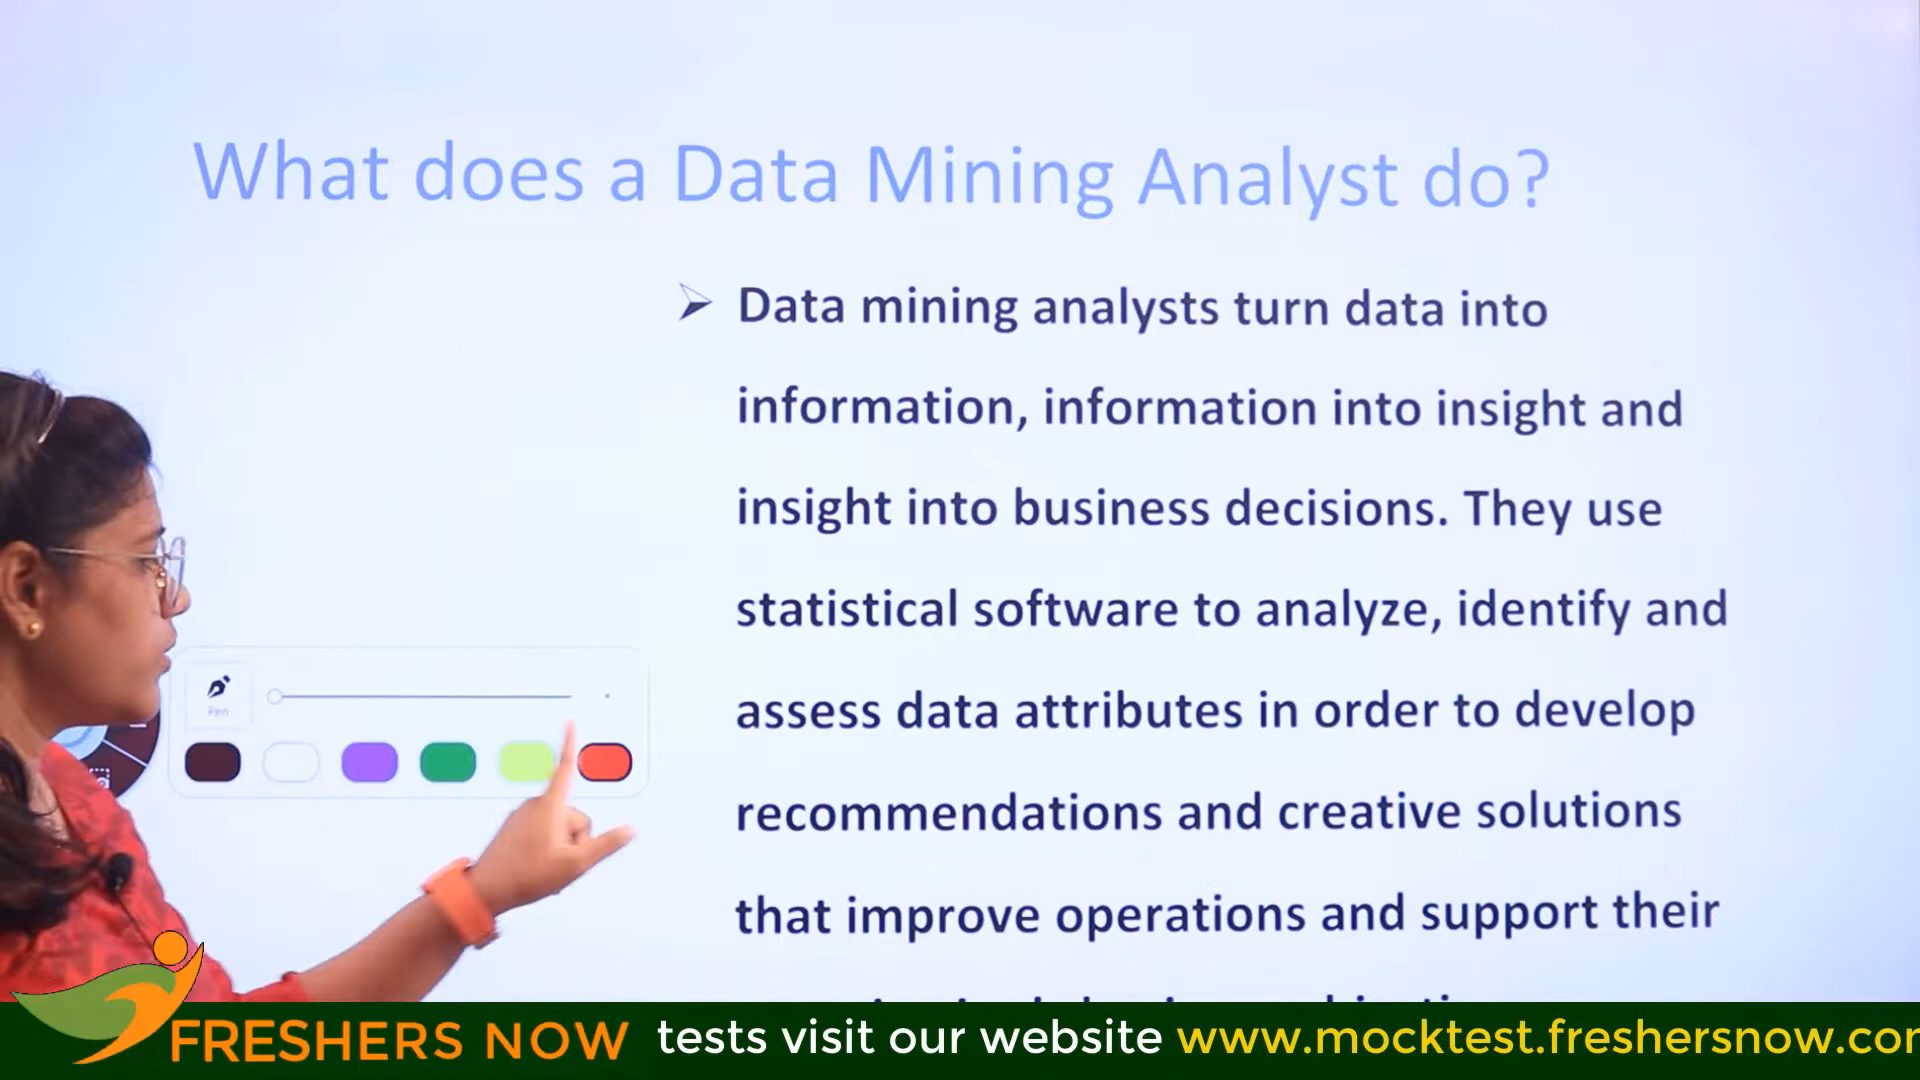 What does a Data Mining Analyst do?
➢ Data mining analysts turn data into
information, information into insight and
insight into business decisions. They use
statistical software to analyze, identify and
assess data attributes in order to develop
recommendations and creative solutions
that improve operations and support their
Pen
FRESHERS NOW tests visit our website www.mocktest.freshersnow.com